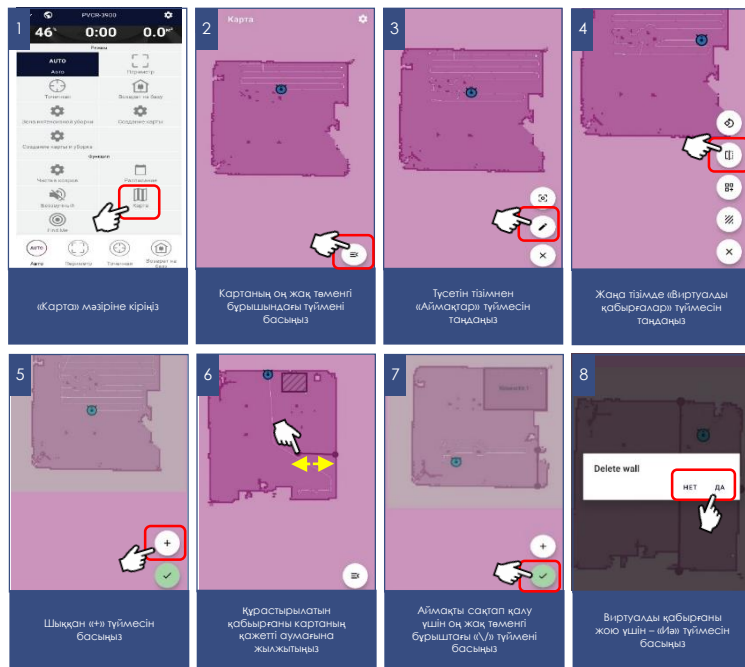 1
PVCR-3900
46
0:00
0.0
Режим
AUTO
Авто
Периметр
Точечная
Возврат на базу
Зона интенсивной уборки
Создание карты
Создание карты и уборка
Функции
Расписание
Беззвучный
Карта
AUTO
Авто
Периметр
Точечная
Возврат на базу
«Карта» мәзіріне кіріңіз
2
Карта
Картаның оң жақ төменгі
бұрышындағы түймені
басыңыз
3
Түсетін тізімнен
«Аймақтар» түймесін
таңдаңыз
4
Жаңа тізімде «Виртуалды
қабырғалар» түймесін
таңдаңыз
5
Шыққан «+» түймесін
басыңыз
6
Құрастырылатын
қабырғаны картаның
қажетті аумағына
жылжытыңыз
7
Аймақты сақтап қалу
үшін оң жақ төменгі
бұрыштағы «\/» түймені
басыңыз
8
Delete wall
НЕТ ДА
Виртуалды қабырғаны
жою үшін – «Иә» түймесін
басыңыз